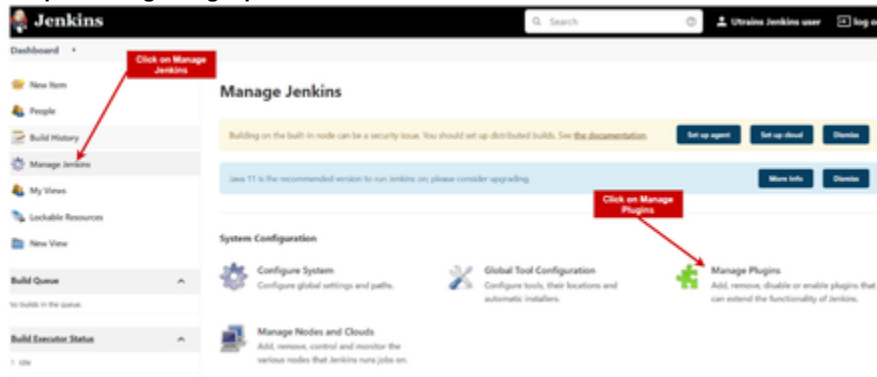 Jenkins
Search
Utrains Jenkins user
log o
Dashboard
Click on Manage
Jenkins
New Item
People
Build History
Manage Jenkins
My Views
Lockable Resources
New View
Build Queue
No builds in the queue.
Build Executor Status
1 Idle
Manage Jenkins
Building on the built-in node can be a security issue. You should set up distributed builds. See the documentation.
Set up agent
Set up cloud
Dismiss
Java 11 is the recommended version to run Jenkins on; please consider upgrading.
More Info
Dismiss
Click on Manage
Plugins
System Configuration
Configure System
Configure global settings and paths.
Global Tool Configuration
Configure tools, their locations and
automatic installers.
Manage Plugins
Add, remove, disable or enable plugins that
can extend the functionality of Jenkins.
Manage Nodes and Clouds
Add, remove, control and monitor the
various nodes that Jenkins runs jobs on.